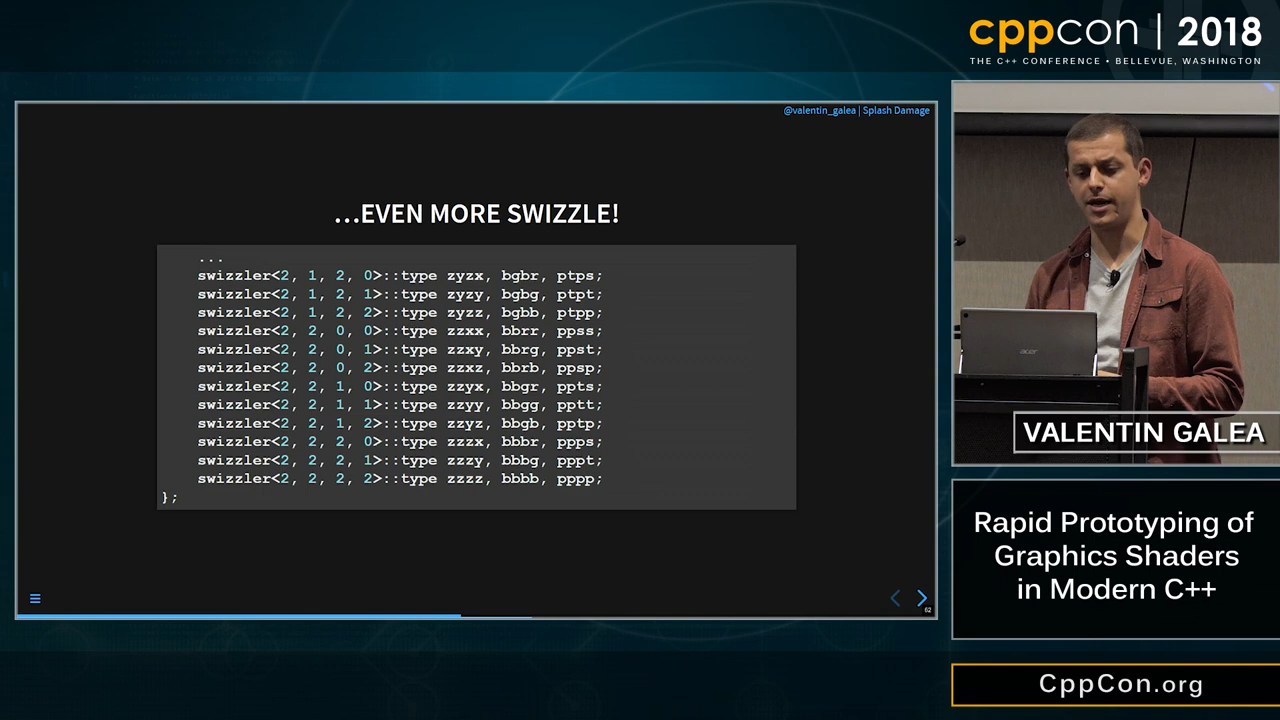 cppcon | 2018
THE C++ CONFERENCE • BELLEVUE, WASHINGTON
@valentin_galea | Splash Damage
...EVEN MORE SWIZZLE!
...
swizzler<2, 1, 2, 0>::type zyzx, bgbr, ptps;
swizzler<2, 1, 2, 1>::type zyzy, bgbg, ptpt;
swizzler<2, 1, 2, 2>::type zyzz, bgbb, ptpp;
swizzler<2, 2, 0, 0>::type zzxx, bbrr, ppss;
swizzler<2, 2, 0, 1>::type zzxy, bbrg, ppst;
swizzler<2, 2, 0, 2>::type zzxz, bbrb, ppsp;
swizzler<2, 2, 1, 0>::type zzyx, bbgr, ppts;
swizzler<2, 2, 1, 1>::type zzyy, bbgg, pptt;
swizzler<2, 2, 1, 2>::type zzyz, bbgb, pptp;
swizzler<2, 2, 2, 0>::type zzzx, bbbr, ppps;
swizzler<2, 2, 2, 1>::type zzzy, bbbg, pppt;
swizzler<2, 2, 2, 2>::type zzzz, bbbb, pppp;
};
62
acer
VALENTIN GALEA
Rapid Prototyping of
Graphics Shaders
in Modern C++
CppCon.org